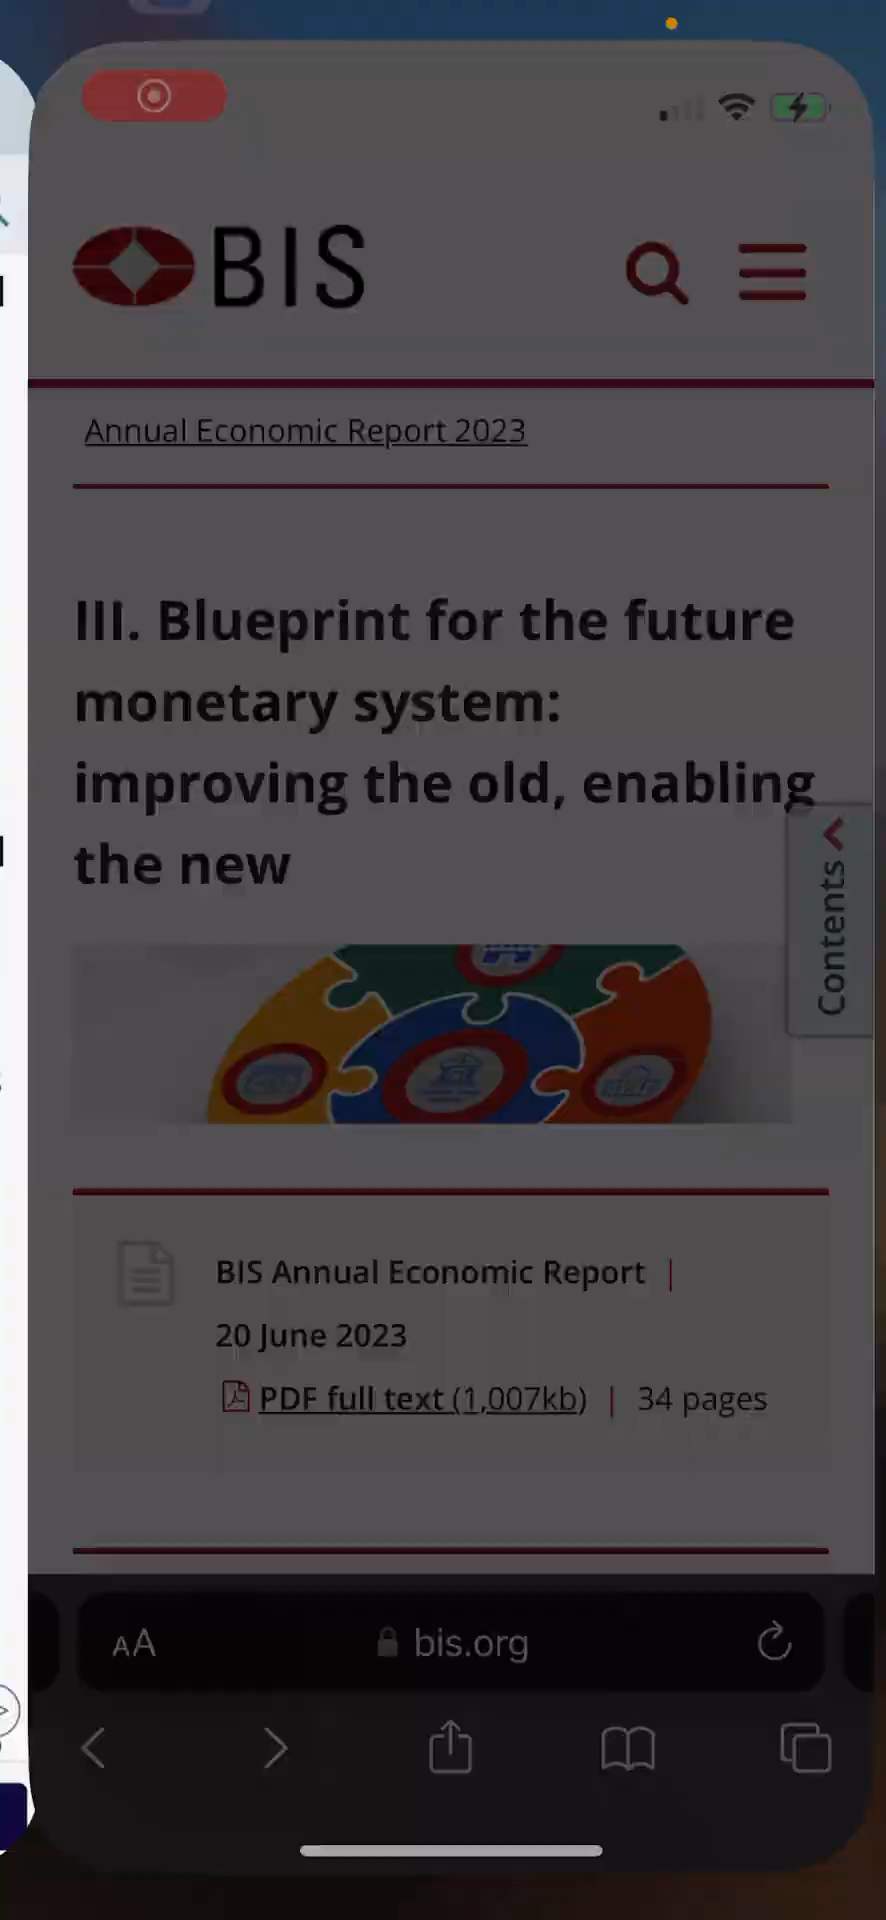 BIS
Annual Economic Report 2023
III. Blueprint for the future
monetary system:
improving the old, enabling
the new
Contents
BIS Annual Economic Report |
20 June 2023
PDF full text (1,007kb) | 34 pages
AA bis.org